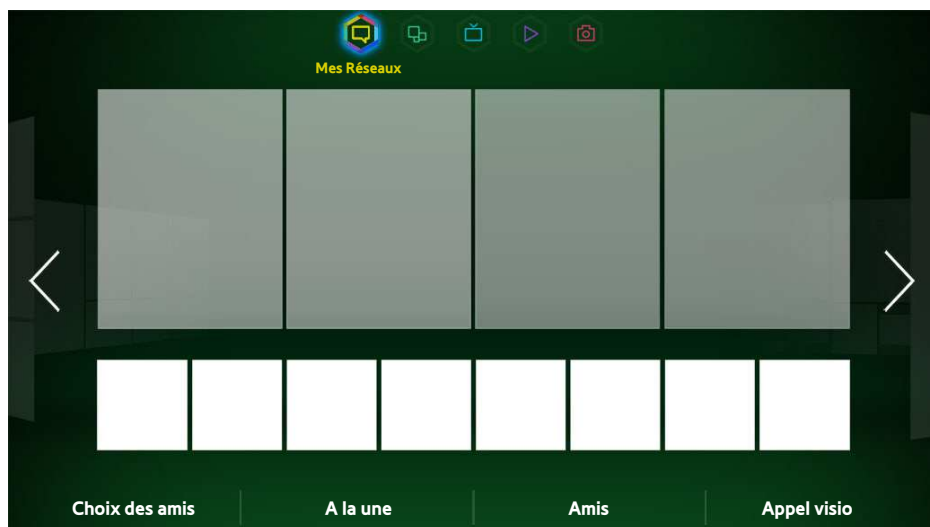 Mes Réseaux
Choix des amis
A la une
Amis
Appel visio